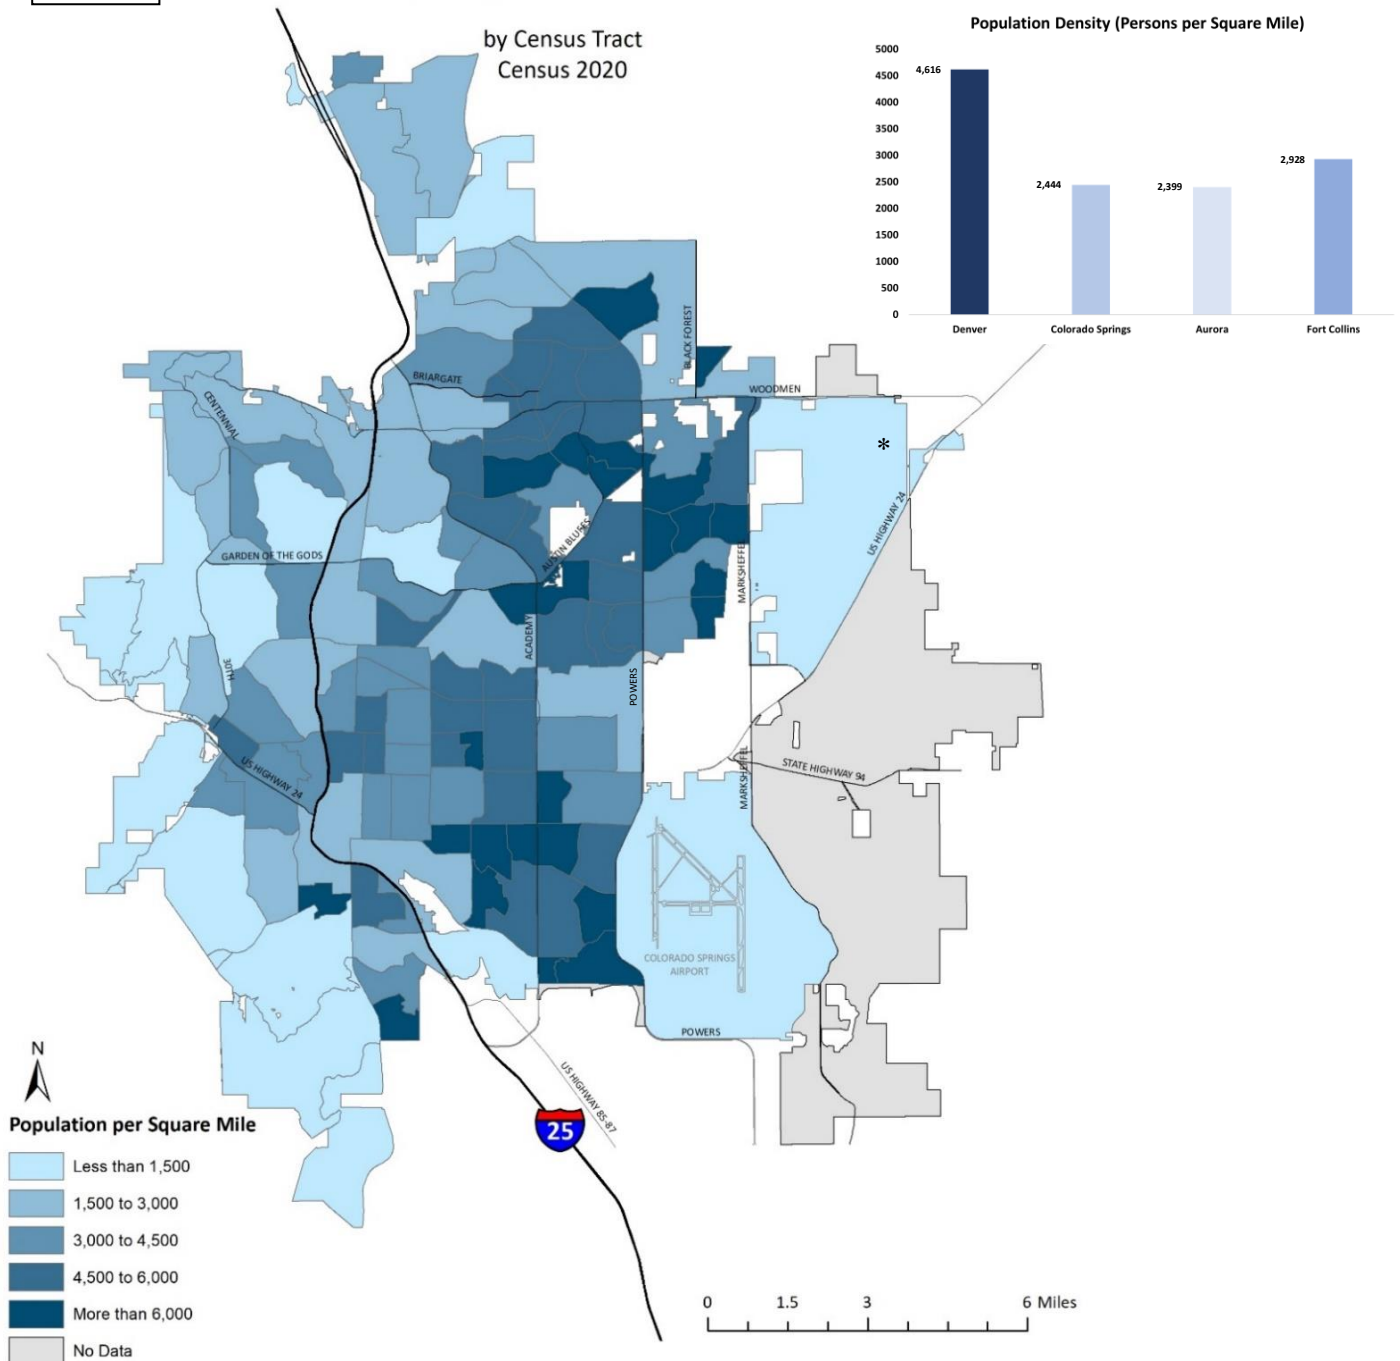 by Census Tract
Census 2020
Population Density (Persons per Square Mile)
5000
4500
4000
3500
3000
2500
2000
1500
1000
500
0
4,616
2,444
2,399
2,928
Denver
Colorado Springs
Aurora
Fort Collins
BLACK FOREST
BRIARGATE
WOODMEN
CENTENNIAL
*
US HIGHWAY 24
GARDEN OF THE GODS
AUSTIN BLUFFS
MARKSHEFFEL
ACADEMY
30TH
POWERS
US HIGHWAY 24
MARKSHEFFEL
STATE HIGHWAY 94
COLORADO SPRINGS
AIRPORT
POWERS
US HIGHWAY 85-87
25
N
Population per Square Mile
Less than 1,500
1,500 to 3,000
3,000 to 4,500
4,500 to 6,000
More than 6,000
No Data
0 1.5 3 6 Miles